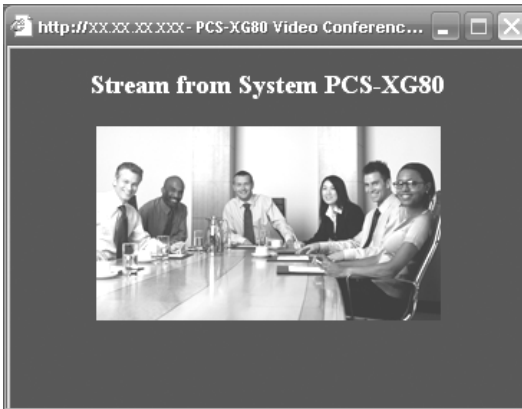 http://xx.xx.xx.xxx - PCS-XG80 Video Conferenc...
Stream from System PCS-XG80